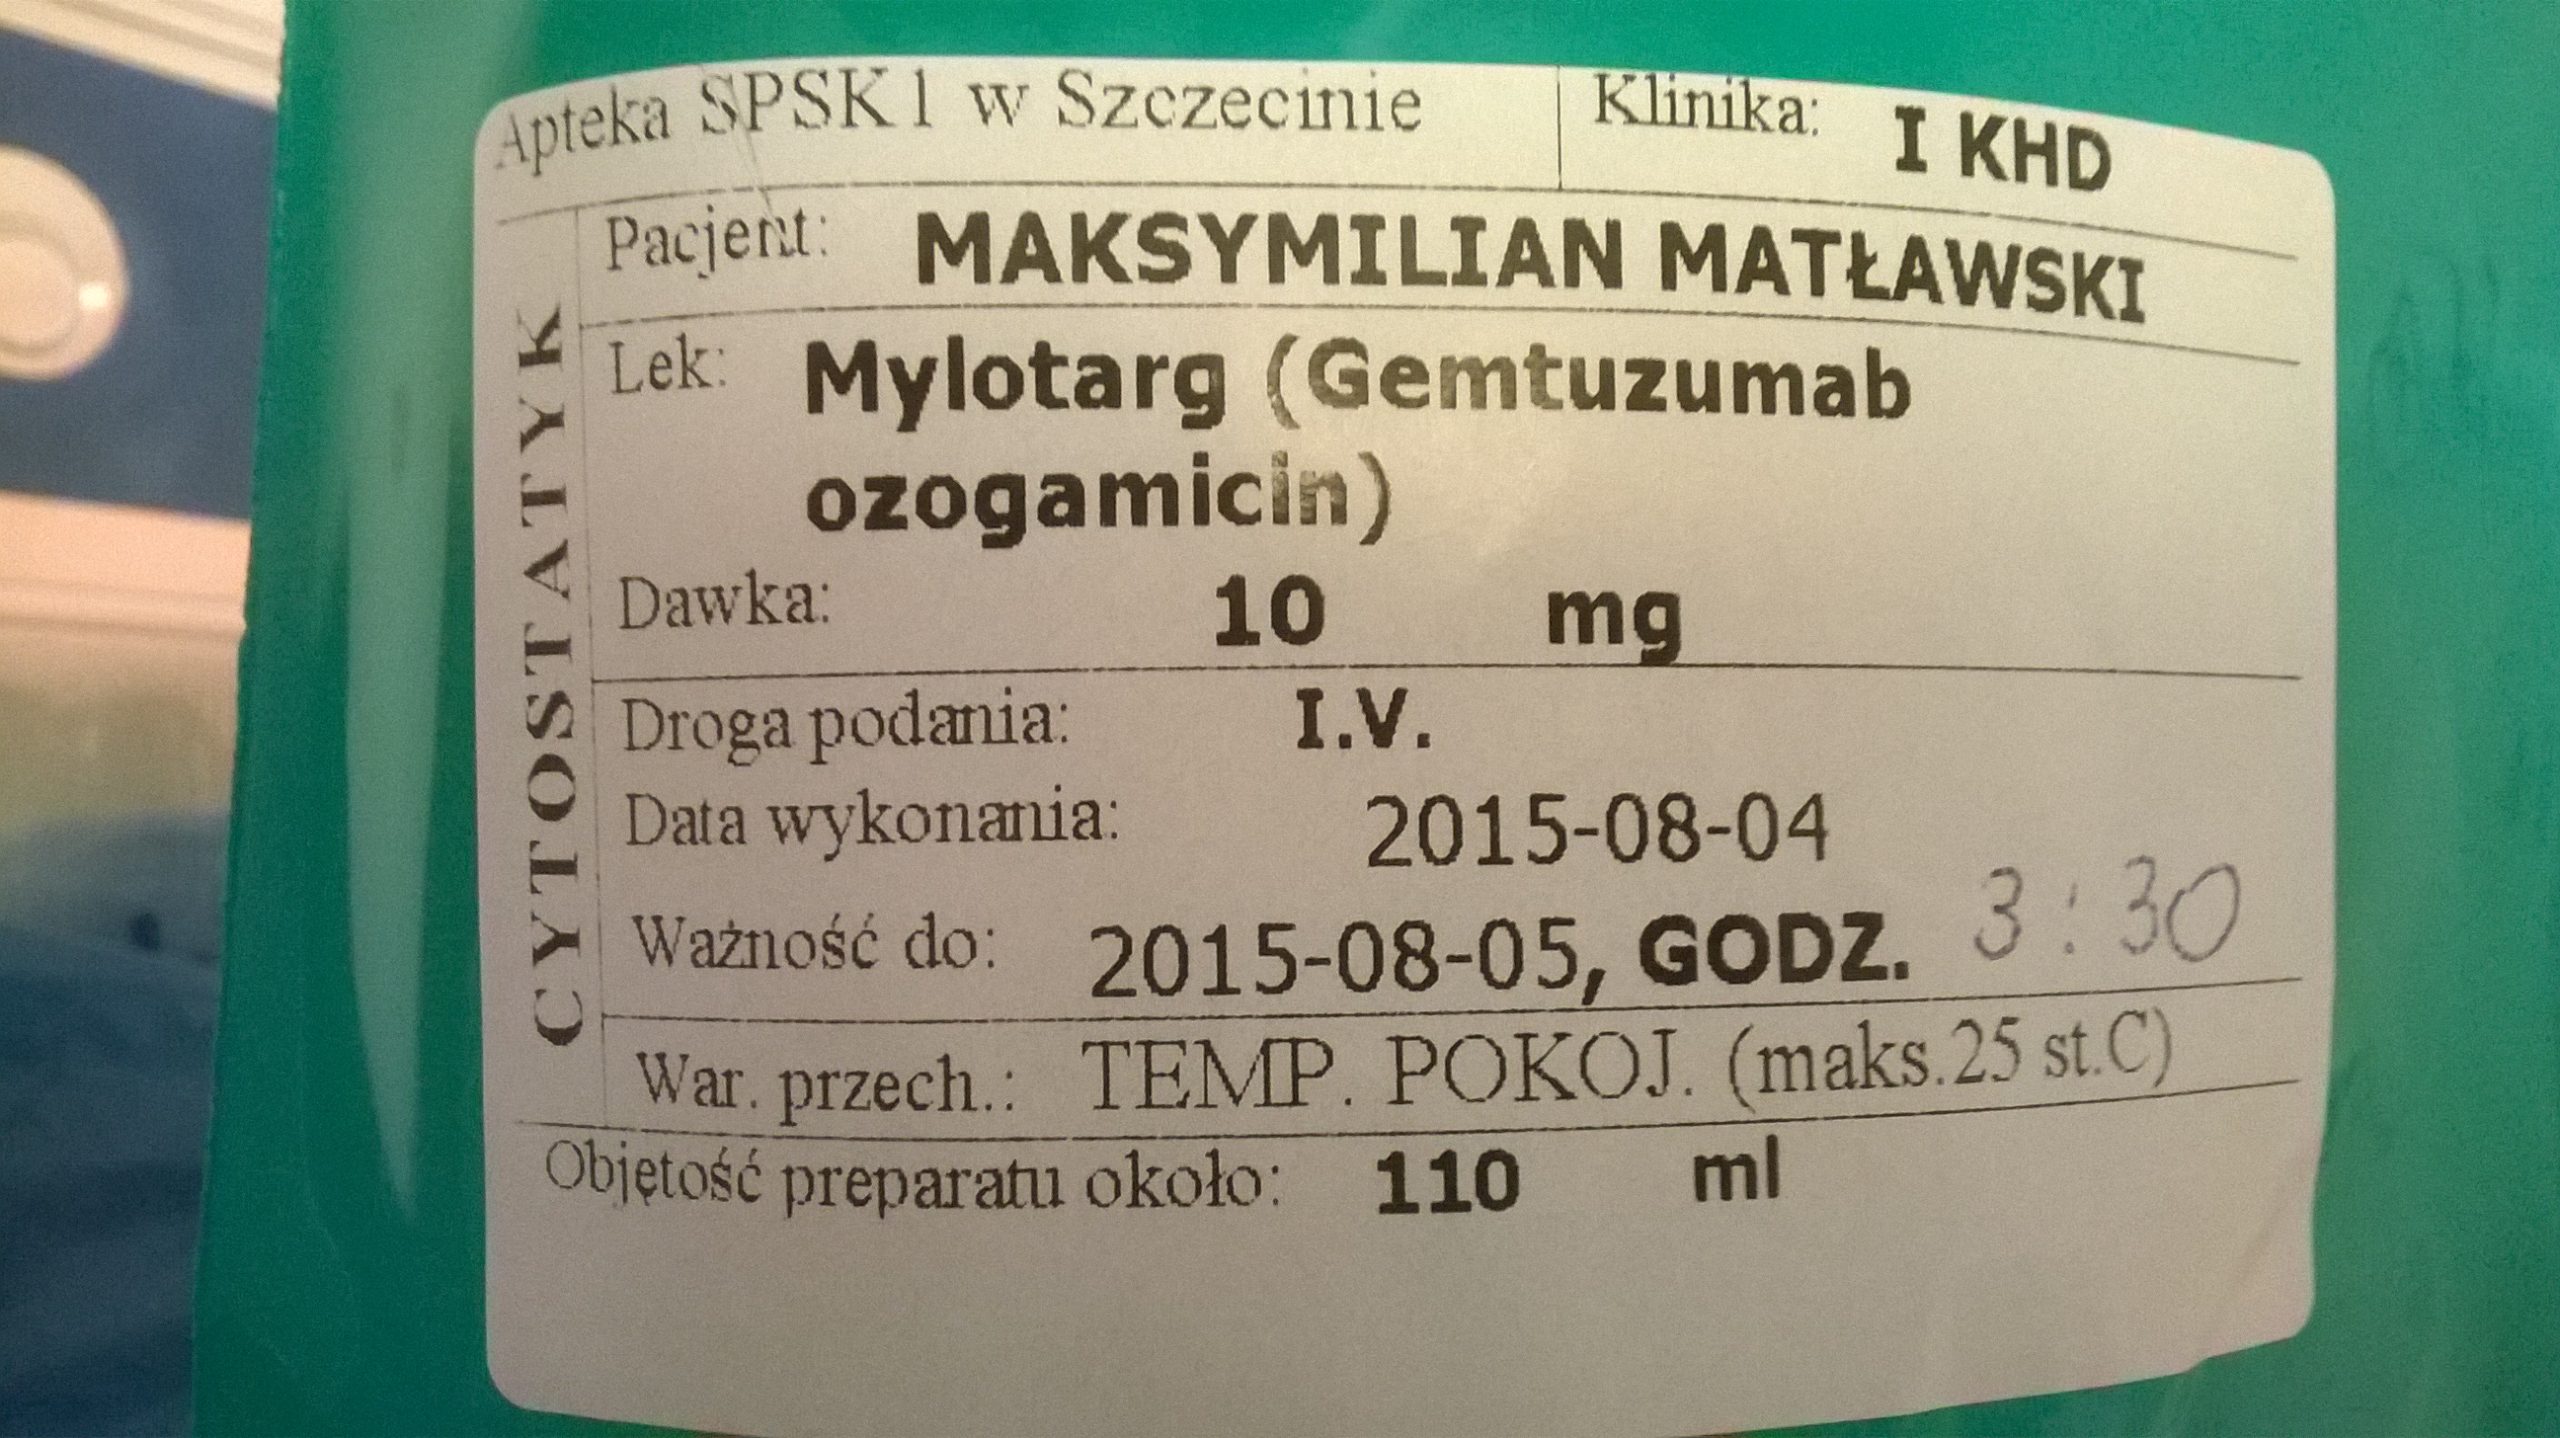 Apteka SPSK 1 w Szczecinie Klinika: I KHD
Pacjent: MAKSYMILIAN MATŁAWSKI
CYTOSTATYK
Lek: Mylotarg (Gemtuzumab
ozogamicin)
Dawka: 10 mg
Droga podania: I.V.
Data wykonania: 2015-08-04
Ważność do: 2015-08-05, GODZ. 3:30
War. przech.: TEMP. POKOJ. (maks.25 st.C)
Objętość preparatu około: 110 ml